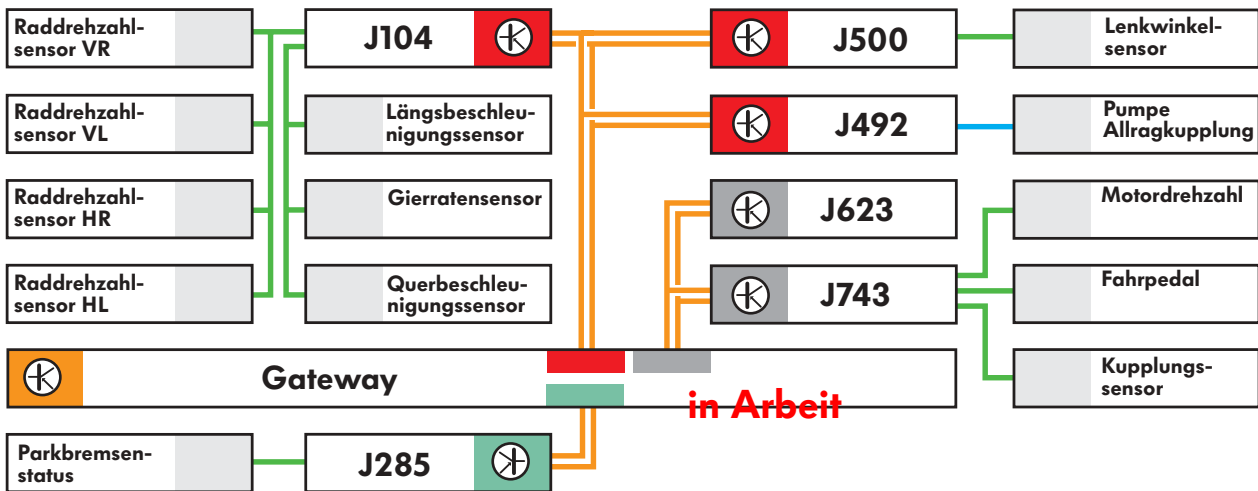 Raddrehzahl-
sensor VR
J104
J500
Lenkwinkel-
sensor
Raddrehzahl-
sensor VL
Längsbeschleu-
nigungssensor
J492
Pumpe
Allragkupplung
Raddrehzahl-
sensor HR
Gierratensensor
J623
Motordrehzahl
Raddrehzahl-
sensor HL
Querbeschleu-
nigungssensor
J743
Fahrpedal
Gateway
in Arbeit
Kupplungs-
sensor
Parkbremsen-
status
J285